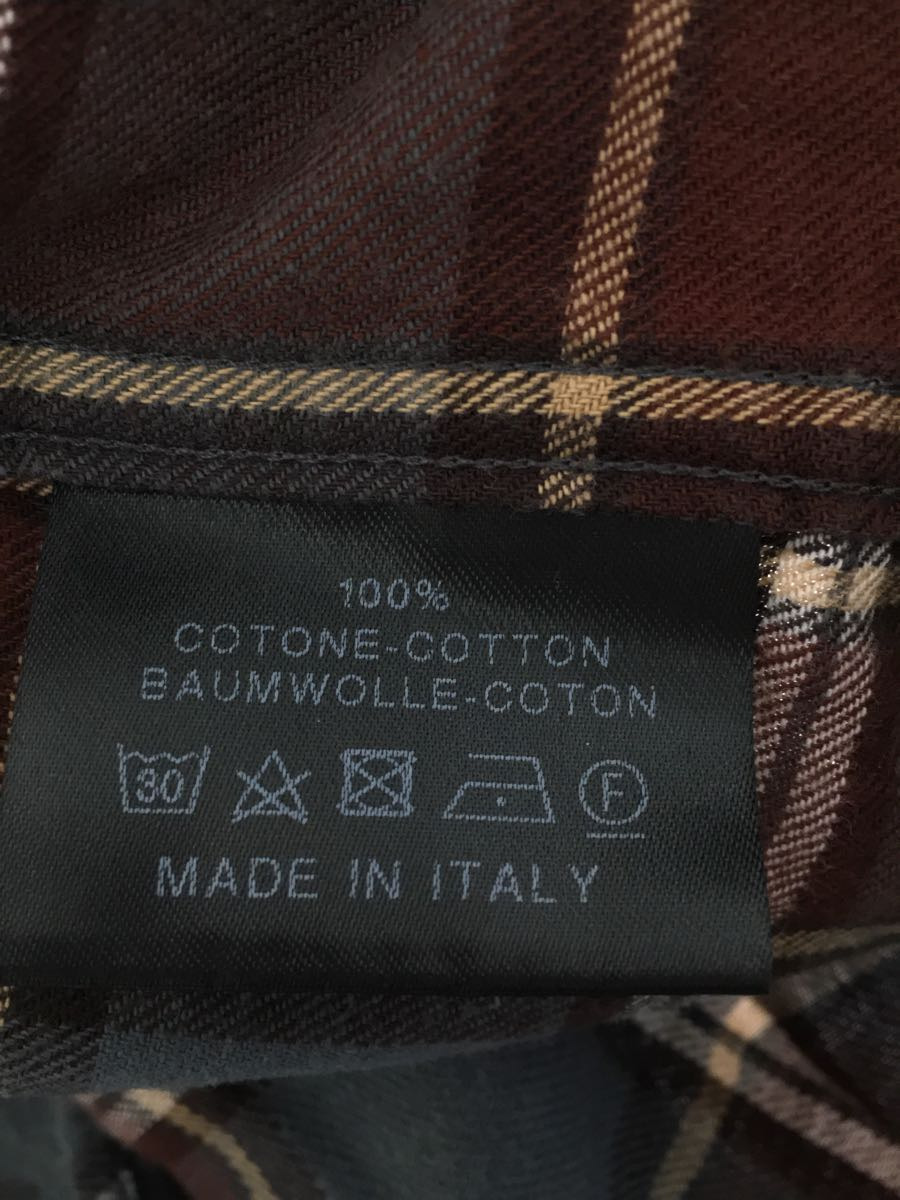 100%
COTONE-COTTON
BAUMWOLLE-COTON
30 F
MADE IN ITALY